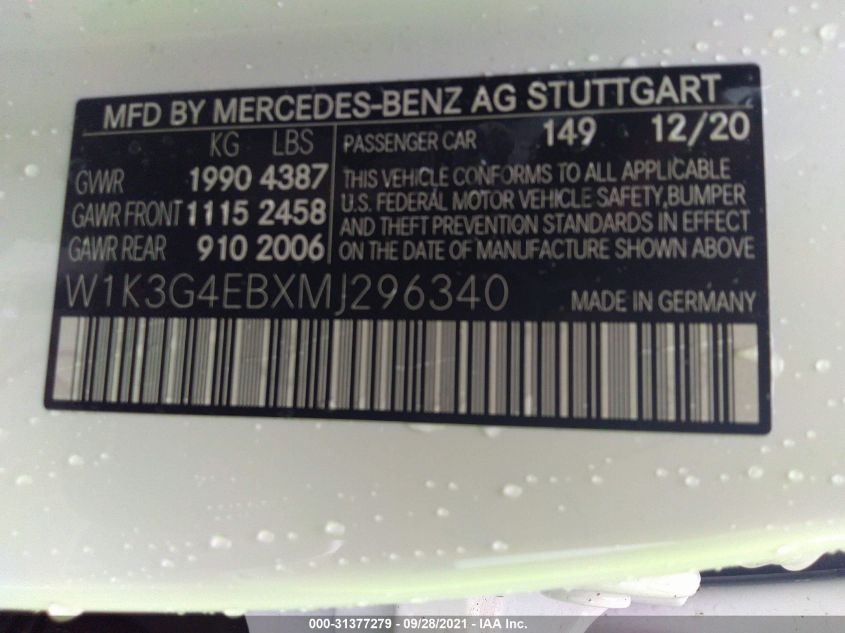 MFD BY MERCEDES-BENZ AG STUTTGART
KG LBS
GVWR 1990 4387
GAWR FRONT 1115 2458
GAWR REAR 910 2006
PASSENGER CAR 149 12/20
THIS VEHICLE CONFORMS TO ALL APPLICABLE
U.S. FEDERAL MOTOR VEHICLE SAFETY,BUMPER
AND THEFT PREVENTION STANDARDS IN EFFECT
ON THE DATE OF MANUFACTURE SHOWN ABOVE
W1K3G4EBXMJ296340 MADE IN GERMANY
000-31377279 - 09/28/2021 - IAA Inc.